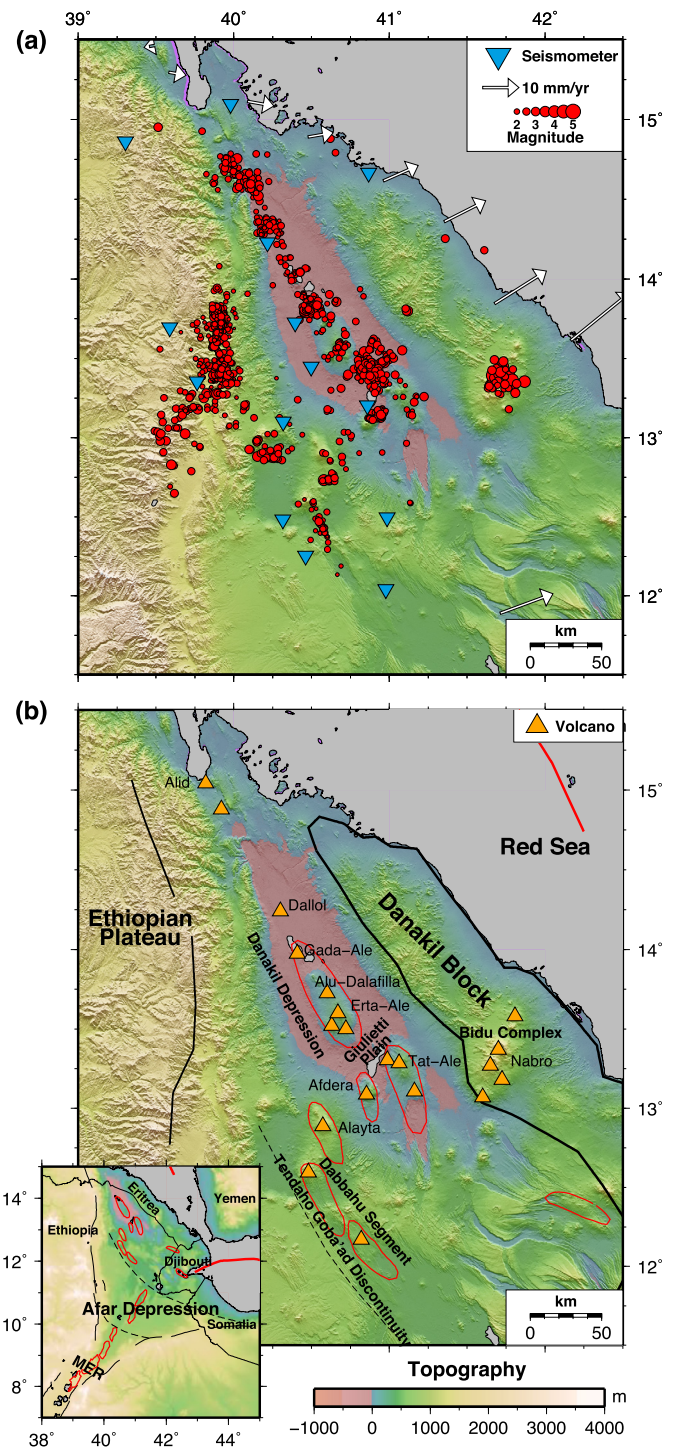 39°
40°
41°
42°
(a)
Seismometer
10 mm/yr
2 3 4 5
Magnitude
15°
14°
13°
12°
km
0 50
(b)
Volcano
Alid
15°
Red Sea
Ethiopian
Plateau
Dallol
Danakil Block
Gada–Ale
14°
Danakil Depression
Alu–Dalafilla
Erta–Ale
Giulietti
Plain
Bidu Complex
Tat–Ale
Nabro
Afdera
13°
Alayta
Dabbahu Segment
Tendaho Goba'ad Discontinuity
12°
km
0 50
14°
12°
10°
8°
Eritrea
Yemen
Ethiopia
Djibouti
Afar Depression
Somalia
MER
38°
40
42
44
Topography
m
−1000 0 1000 2000 3000 4000